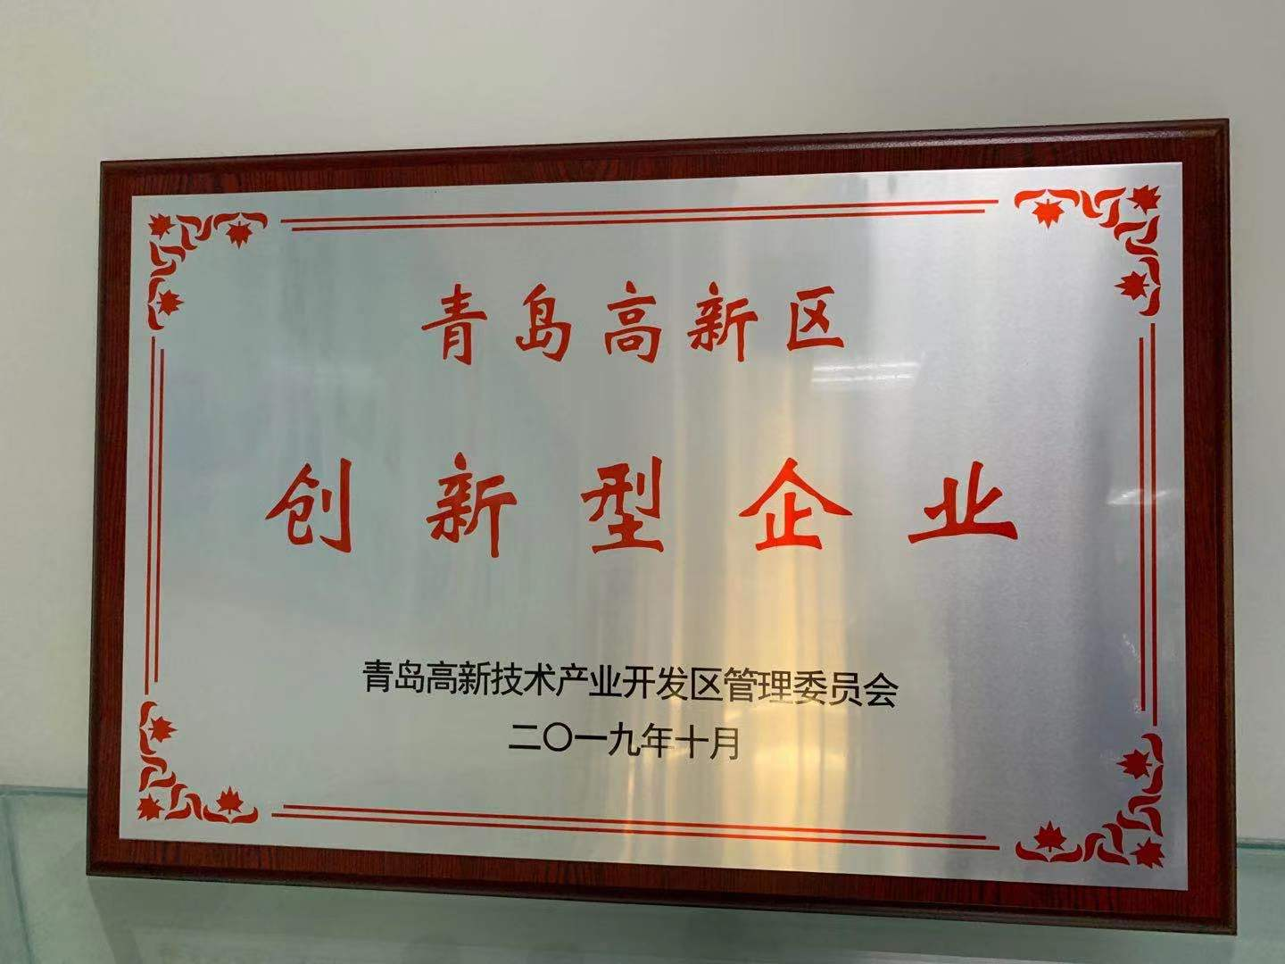 青岛高新区
创新型企业
青岛高新技术产业开发区管理委员会
二〇一九年十月